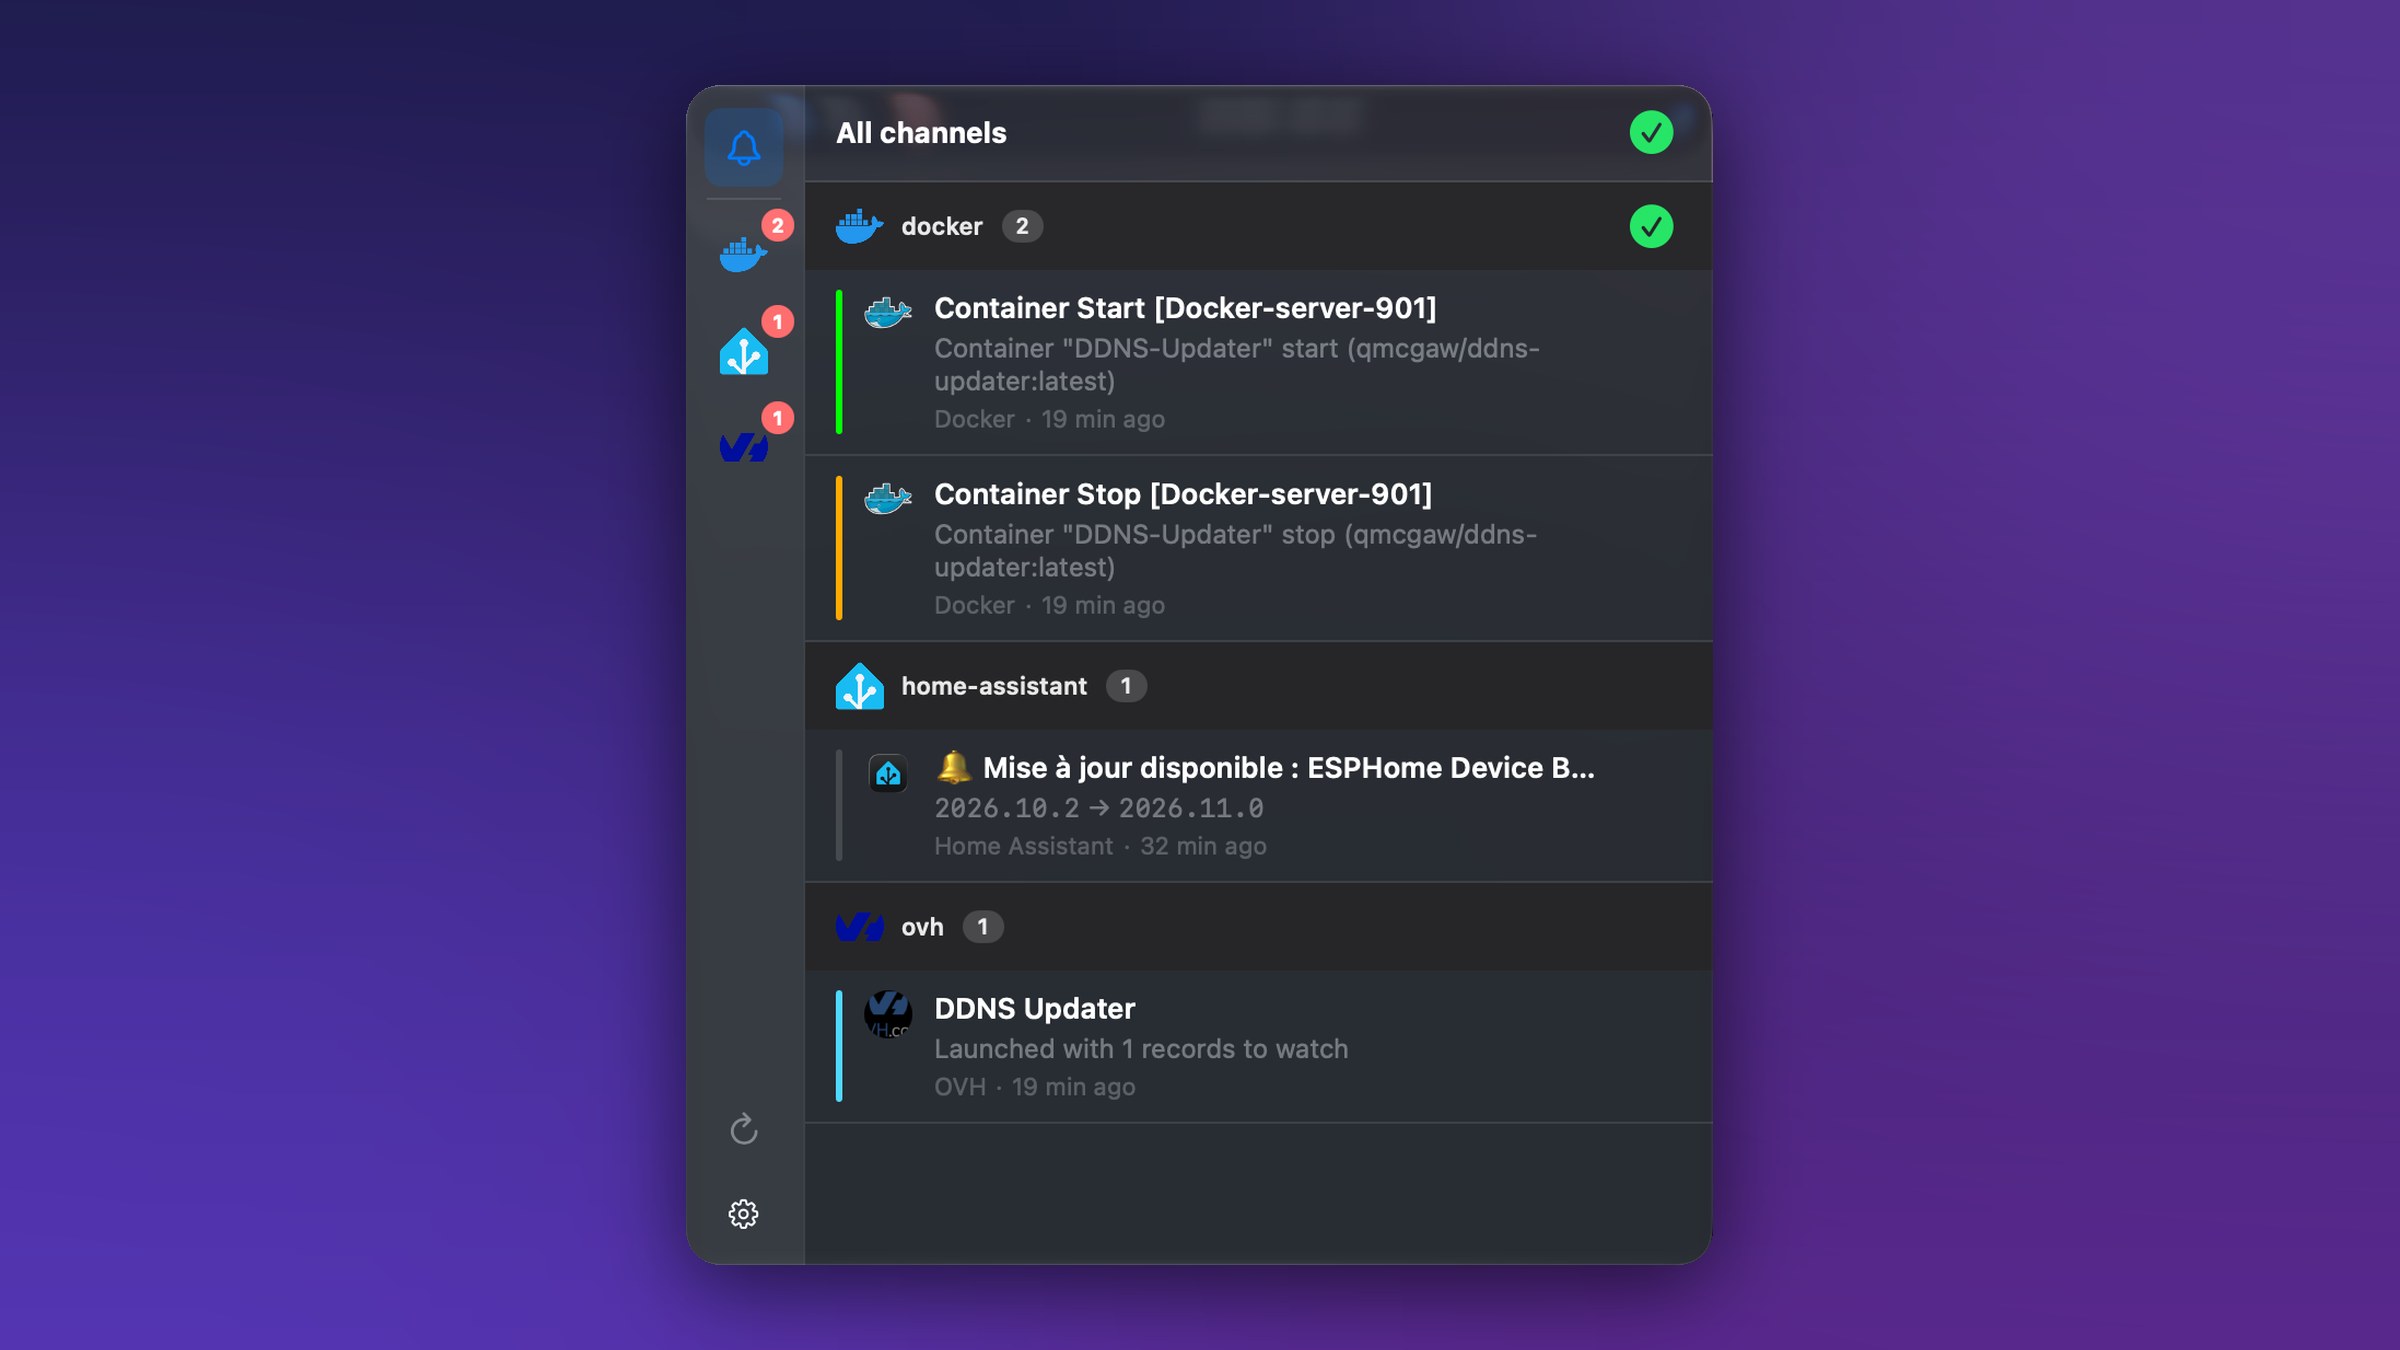 All channels
2
docker 2
Container Start [Docker-server-901]
Container "DDNS-Updater" start (qmcgaw/ddns-
updater:latest)
Docker · 19 min ago
1
1
Container Stop [Docker-server-901]
Container "DDNS-Updater" stop (qmcgaw/ddns-
updater:latest)
Docker · 19 min ago
home-assistant 1
🔔 Mise à jour disponible : ESPHome Device B...
2026.10.2 → 2026.11.0
Home Assistant · 32 min ago
ovh 1
DDNS Updater
Launched with 1 records to watch
OVH · 19 min ago